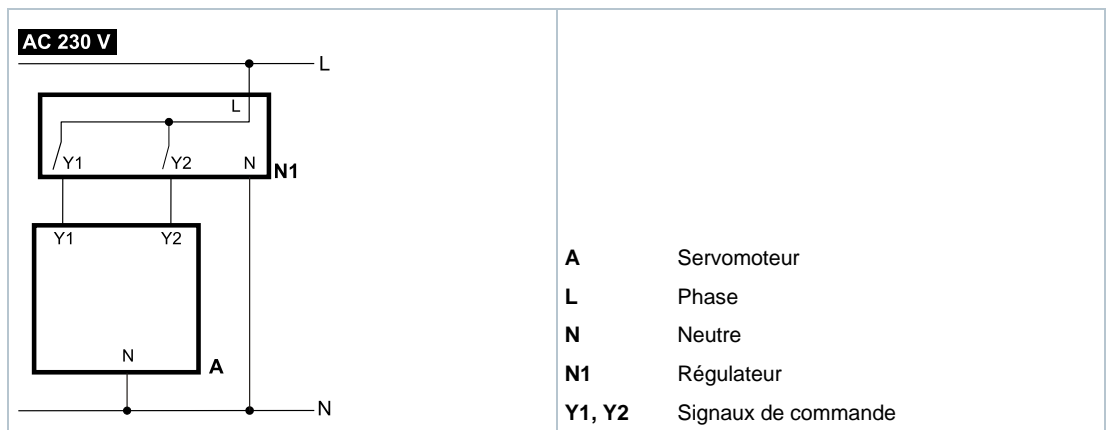 AC 230 V
L
L
Y1 Y2 N
N1
Y1 Y2
N
A
N
A Servomoteur
L Phase
N Neutre
N1 Régulateur
Y1, Y2 Signaux de commande